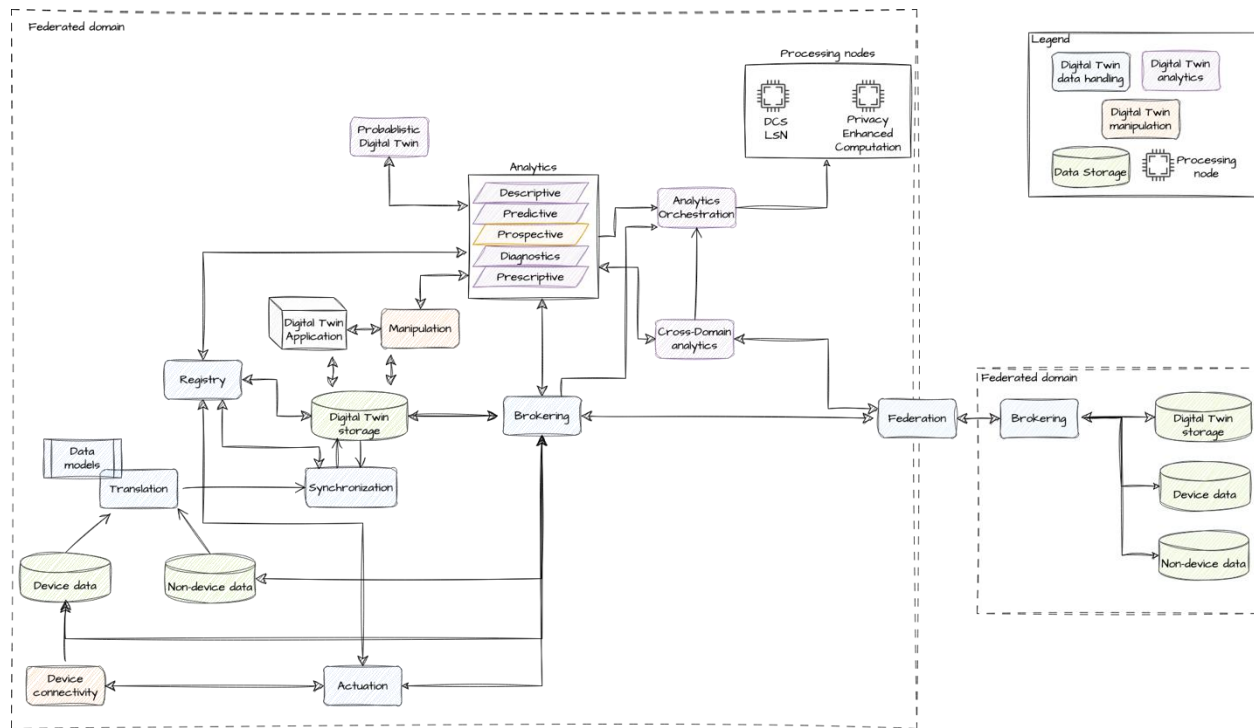 Federated domain
Processing nodes
DCS
LSN
Privacy
Enhanced
Computation
Legend
Digital Twin
data handling
Digital Twin
analytics
Digital Twin
manipulation
Data Storage
Processing
node
Probablistic
Digital Twin
Analytics
Descriptive
Predictive
Prospective
Diagnostics
Prescriptive
Analytics
Orchestration
Digital Twin
Application
Manipulation
Cross-Domain
analytics
Registry
Digital Twin
storage
Brokering
Federation
Federated domain
Brokering
Digital Twin
storage
Device data
Non-device data
Data
models
Translation
Synchronization
Device data
Non-device data
Device
connectivity
Actuation